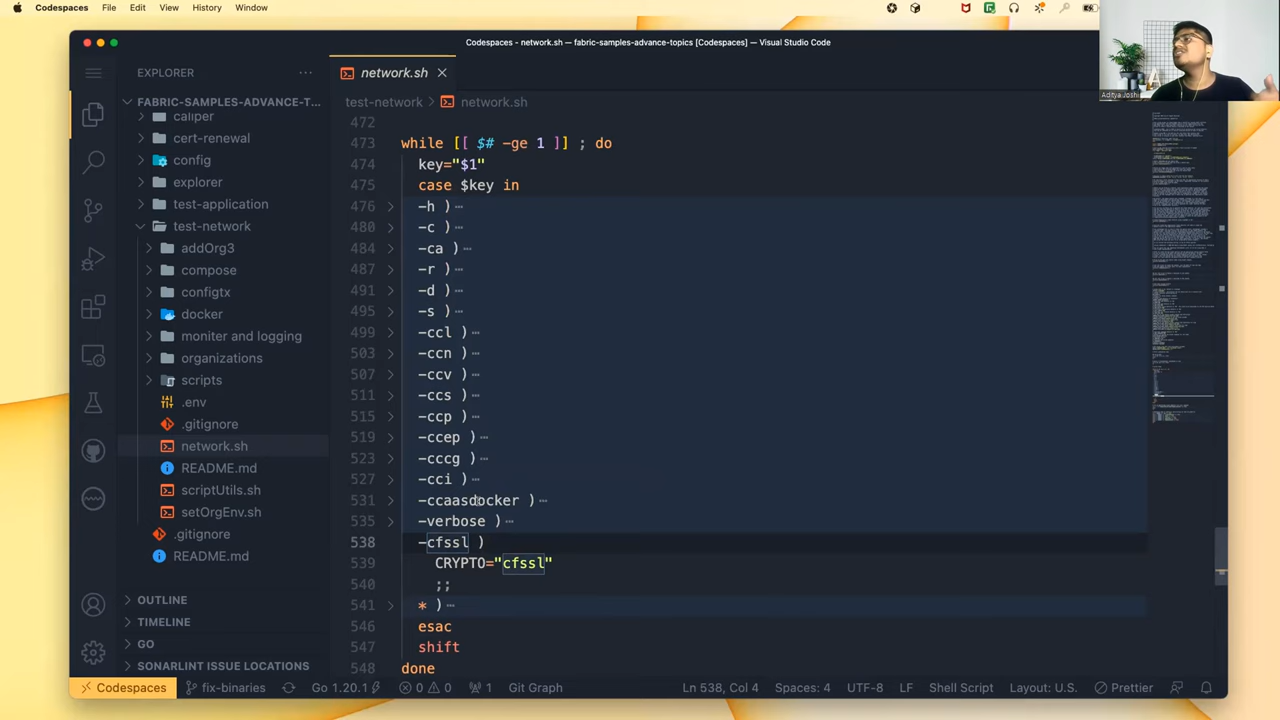 Codespaces File Edit View History Window
Codespaces - network.sh — fabric-samples-advance-topics [Codespaces] — Visual Studio Code
Aditya Joshi
EXPLORER
network.sh
FABRIC-SAMPLES-ADVANCE-T...
test-network
network.sh
caliper
cert-renewal
config
explorer
test-application
test-network
addOrg3
compose
configtx
docker
moniter and logging
organizations
scripts
.env
.gitignore
network.sh
README.md
scriptUtils.sh
setOrgEnv.sh
.gitignore
README.md
OUTLINE
TIMELINE
GO
SONARLINT ISSUE LOCATIONS
472
473 while [[ $# -ge 1 ]] ; do
474 key="$1"
475 case $key in
476 -h )
480 -c )
484 -ca )
487 -r )
491 -d )
495 -s )
499 -ccl )
503 -ccn )
507 -ccv )
511 -ccs )
515 -ccp )
519 -ccep )
523 -cccg )
527 -cci )
531 -ccaasdocker )
535 -verbose )
538 -cfssl )
539 CRYPTO="cfssl"
540 ;;
541 * )
546 esac
547 shift
548 done
Codespaces fix-binaries Go 1.20.1 0 0 1 Git Graph Ln 538, Col 4 Spaces: 4 UTF-8 LF Shell Script Layout: U.S. Prettier